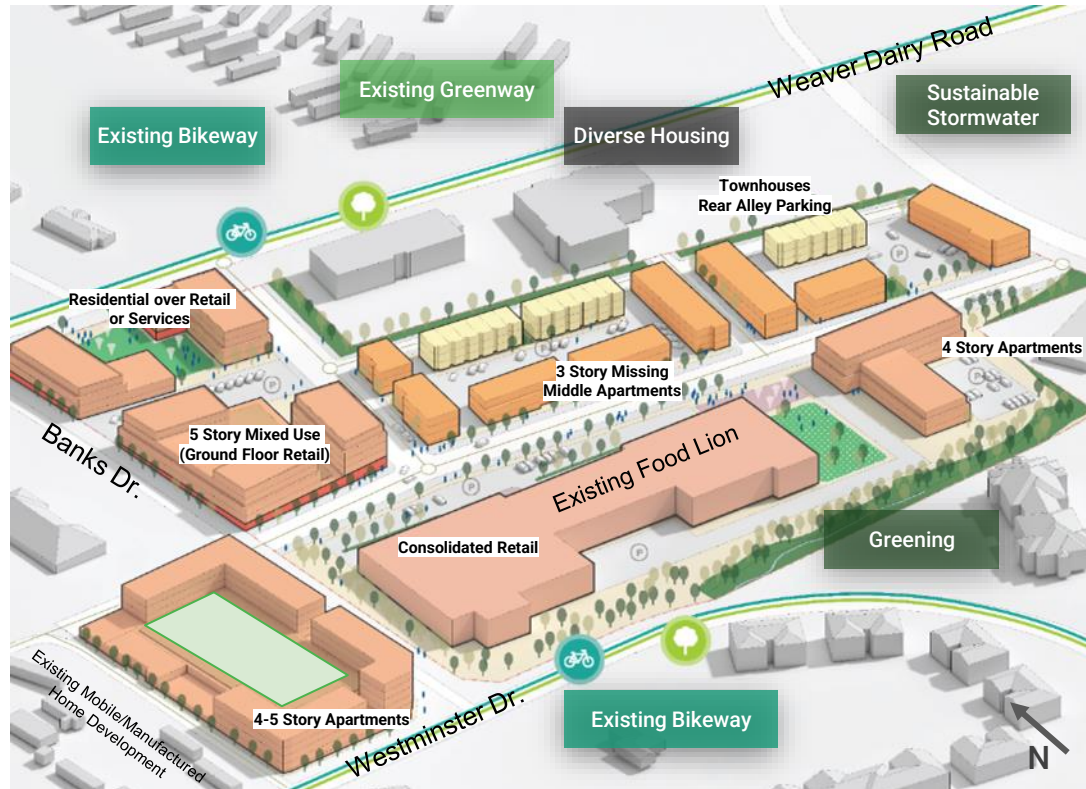 Weaver Dairy Road
Existing Greenway
Sustainable
Stormwater
Existing Bikeway
Diverse Housing
Townhouses
Rear Alley Parking
P
Residential over Retail
or Services
P
P
4 Story Apartments
P
3 Story Missing
Middle Apartments
5 Story Mixed Use
(Ground Floor Retail)
Banks Dr.
P
Existing Food Lion
Consolidated Retail
P
Greening
Existing Mobile/Manufactured
Home Development
4-5 Story Apartments
Westminster Dr.
Existing Bikeway
N